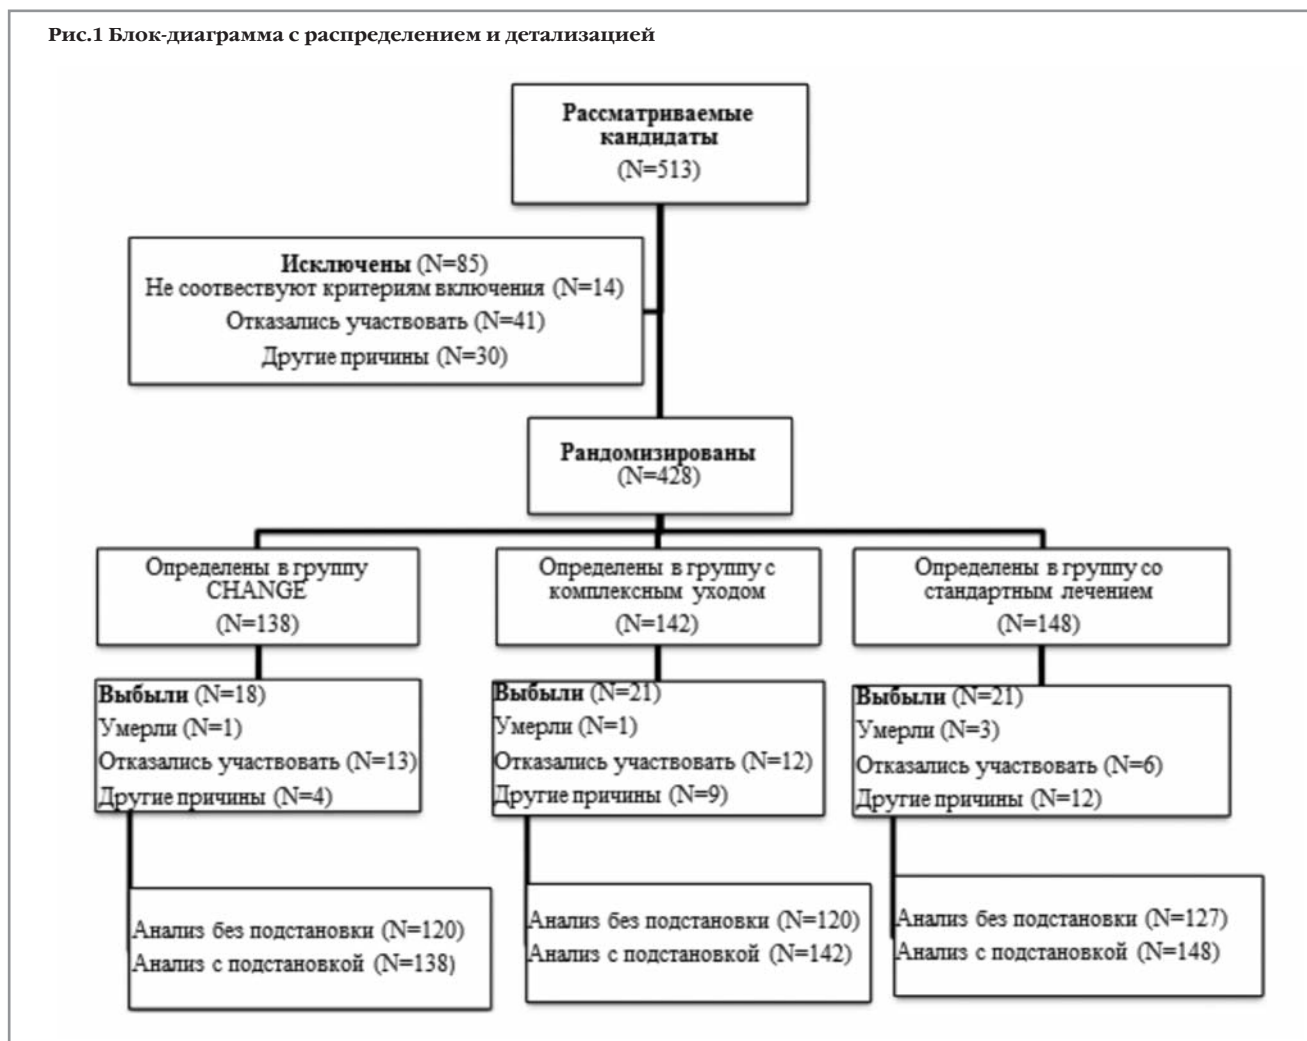 Рис.1 Блок-диаграмма с распределением и детализацией
Рассматриваемые
кандидаты
(N=513)
Исключены (N=85)
Не соотвествуют критериям включения (N=14)
Отказались участвовать (N=41)
Другие причины (N=30)
Рандомизированы
(N=428)
Определены в группу
CHANGE
(N=138)
Определены в группу с
комплексным уходом
(N=142)
Определены в группу со
стандартным лечением
(N=148)
Выбыли (N=18)
Умерли (N=1)
Отказались участвовать (N=13)
Другие причины (N=4)
Выбыли (N=21)
Умерли (N=1)
Отказались участвовать (N=12)
Другие причины (N=9)
Выбыли (N=21)
Умерли (N=3)
Отказались участвовать (N=6)
Другие причины (N=12)
Анализ без подстановки (N=120)
Анализ с подстановкой (N=138)
Анализ без подстановки (N=120)
Анализ с подстановкой (N=142)
Анализ без подстановки (N=127)
Анализ с подстановкой (N=148)